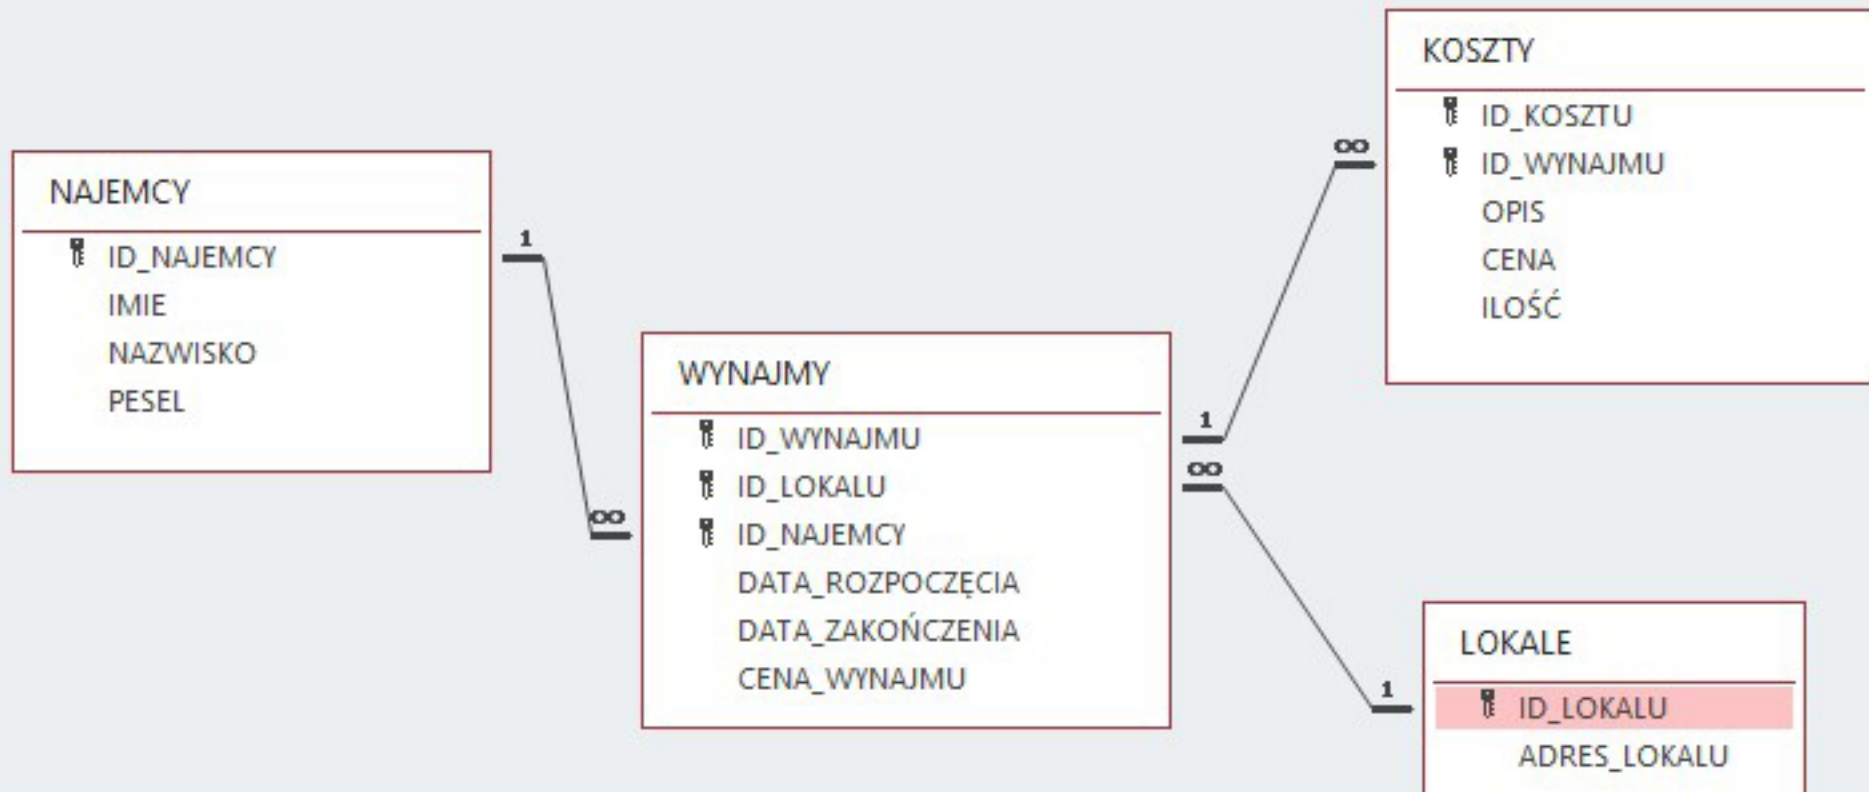 NAJEMCY
ID_NAJEMCY
IMIE
NAZWISKO
PESEL
1
∞
WYNAJMY
ID_WYNAJMU
ID_LOKALU
ID_NAJEMCY
DATA_ROZPOCZĘCIA
DATA_ZAKOŃCZENIA
CENA_WYNAJMU
1
∞
∞
1
KOSZTY
ID_KOSZTU
ID_WYNAJMU
OPIS
CENA
ILOŚĆ
LOKALE
ID_LOKALU
ADRES_LOKALU